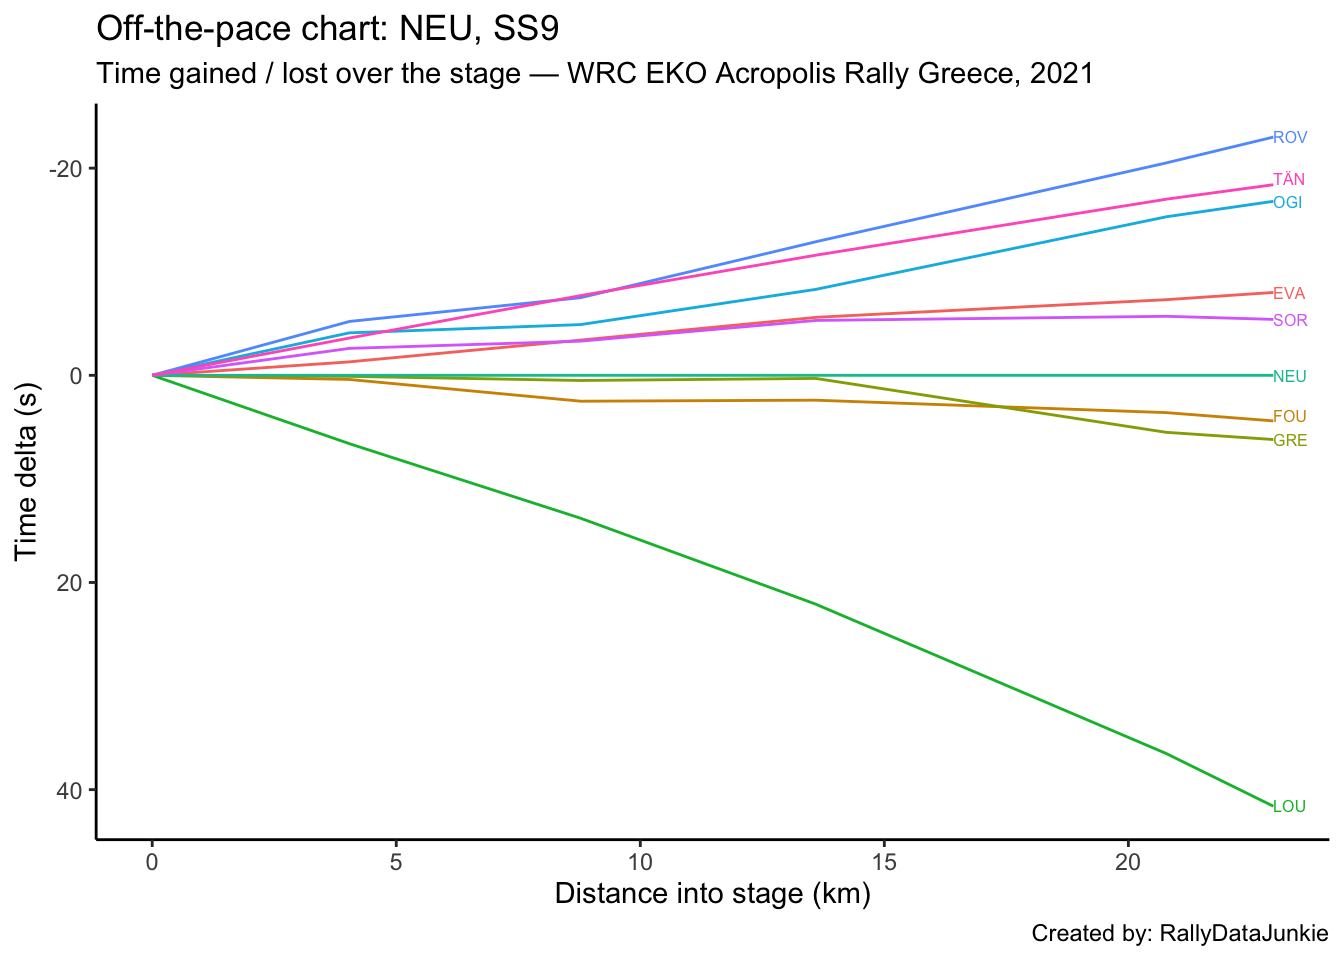 Off-the-pace chart: NEU, SS9
Time gained / lost over the stage — WRC EKO Acropolis Rally Greece, 2021
Time delta (s)
-20
0
20
40
ROV
TÄN
OGI
EVA
SOR
NEU
FOU
GRE
LOU
0 5 10 15 20
Distance into stage (km)
Created by: RallyDataJunkie